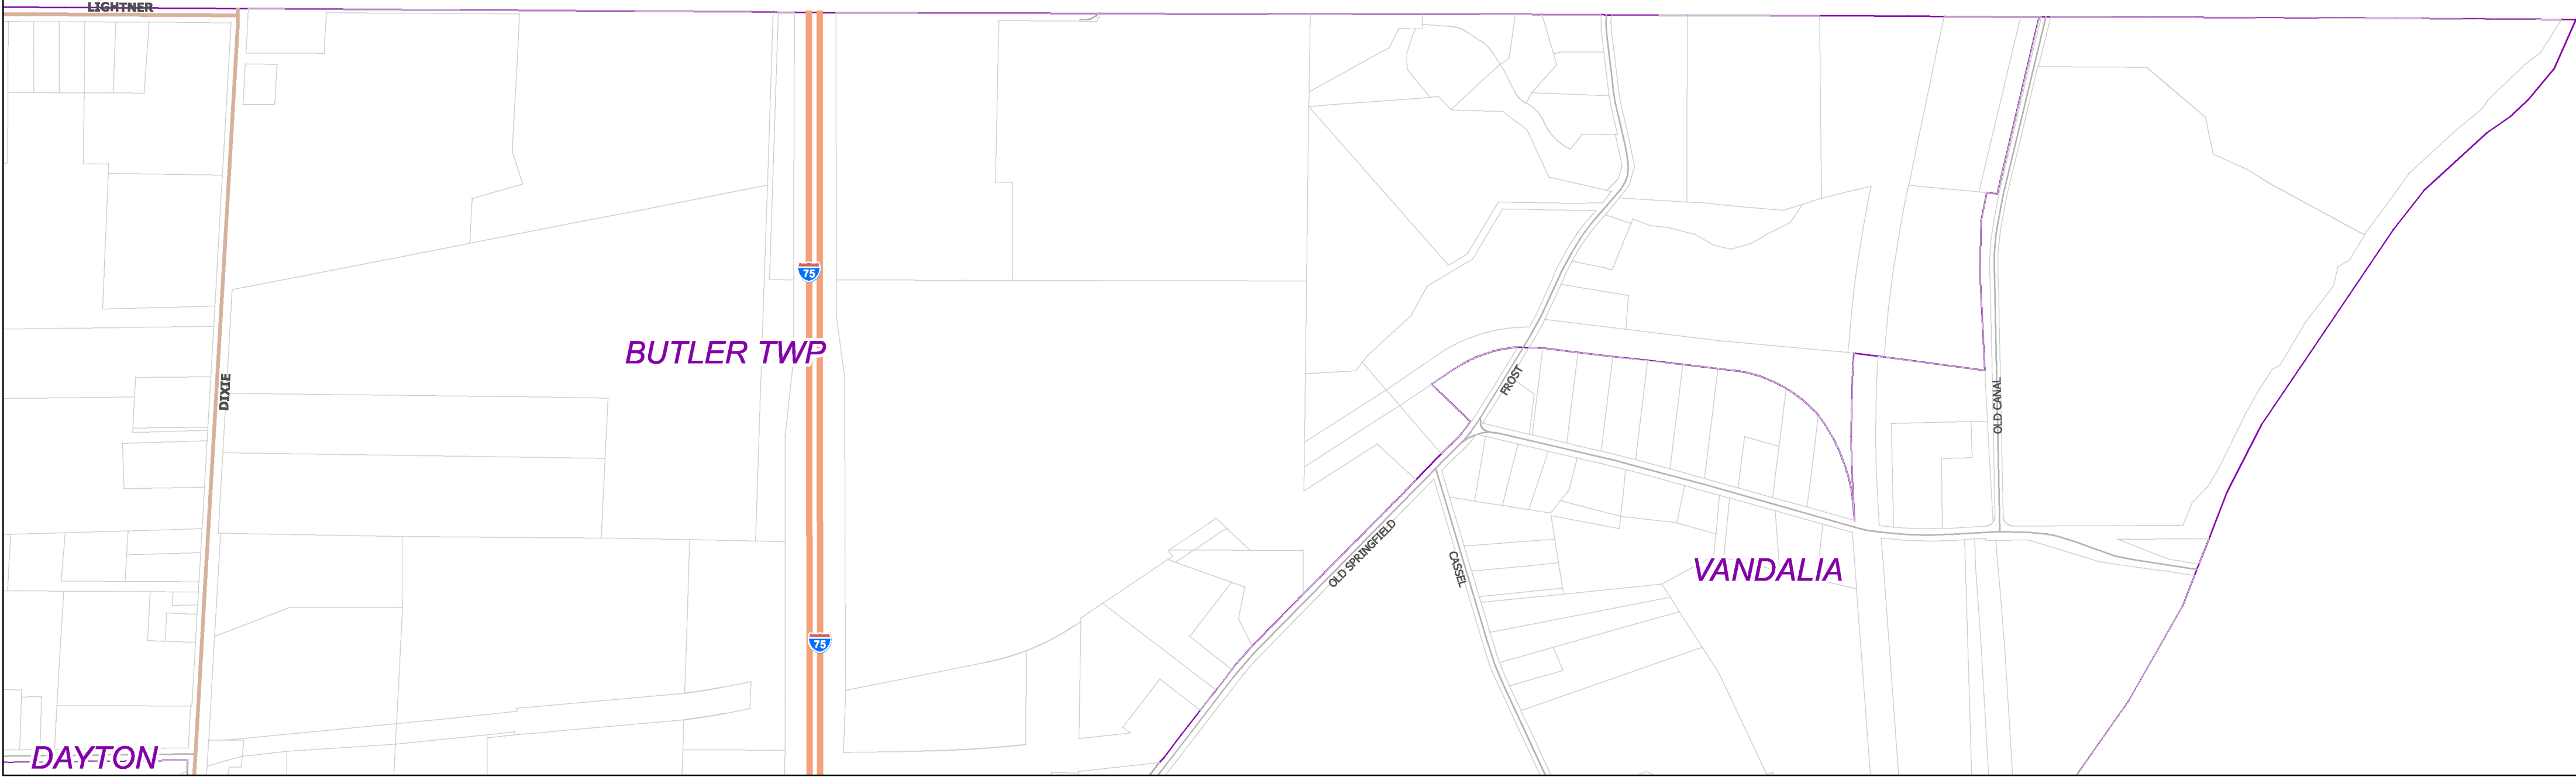 LIGHTNER
75
BUTLER TWP
DIXIE
FROST
OLD CANAL
OLD SPRINGFIELD
CASSEL
VANDALIA
75
DAYTON